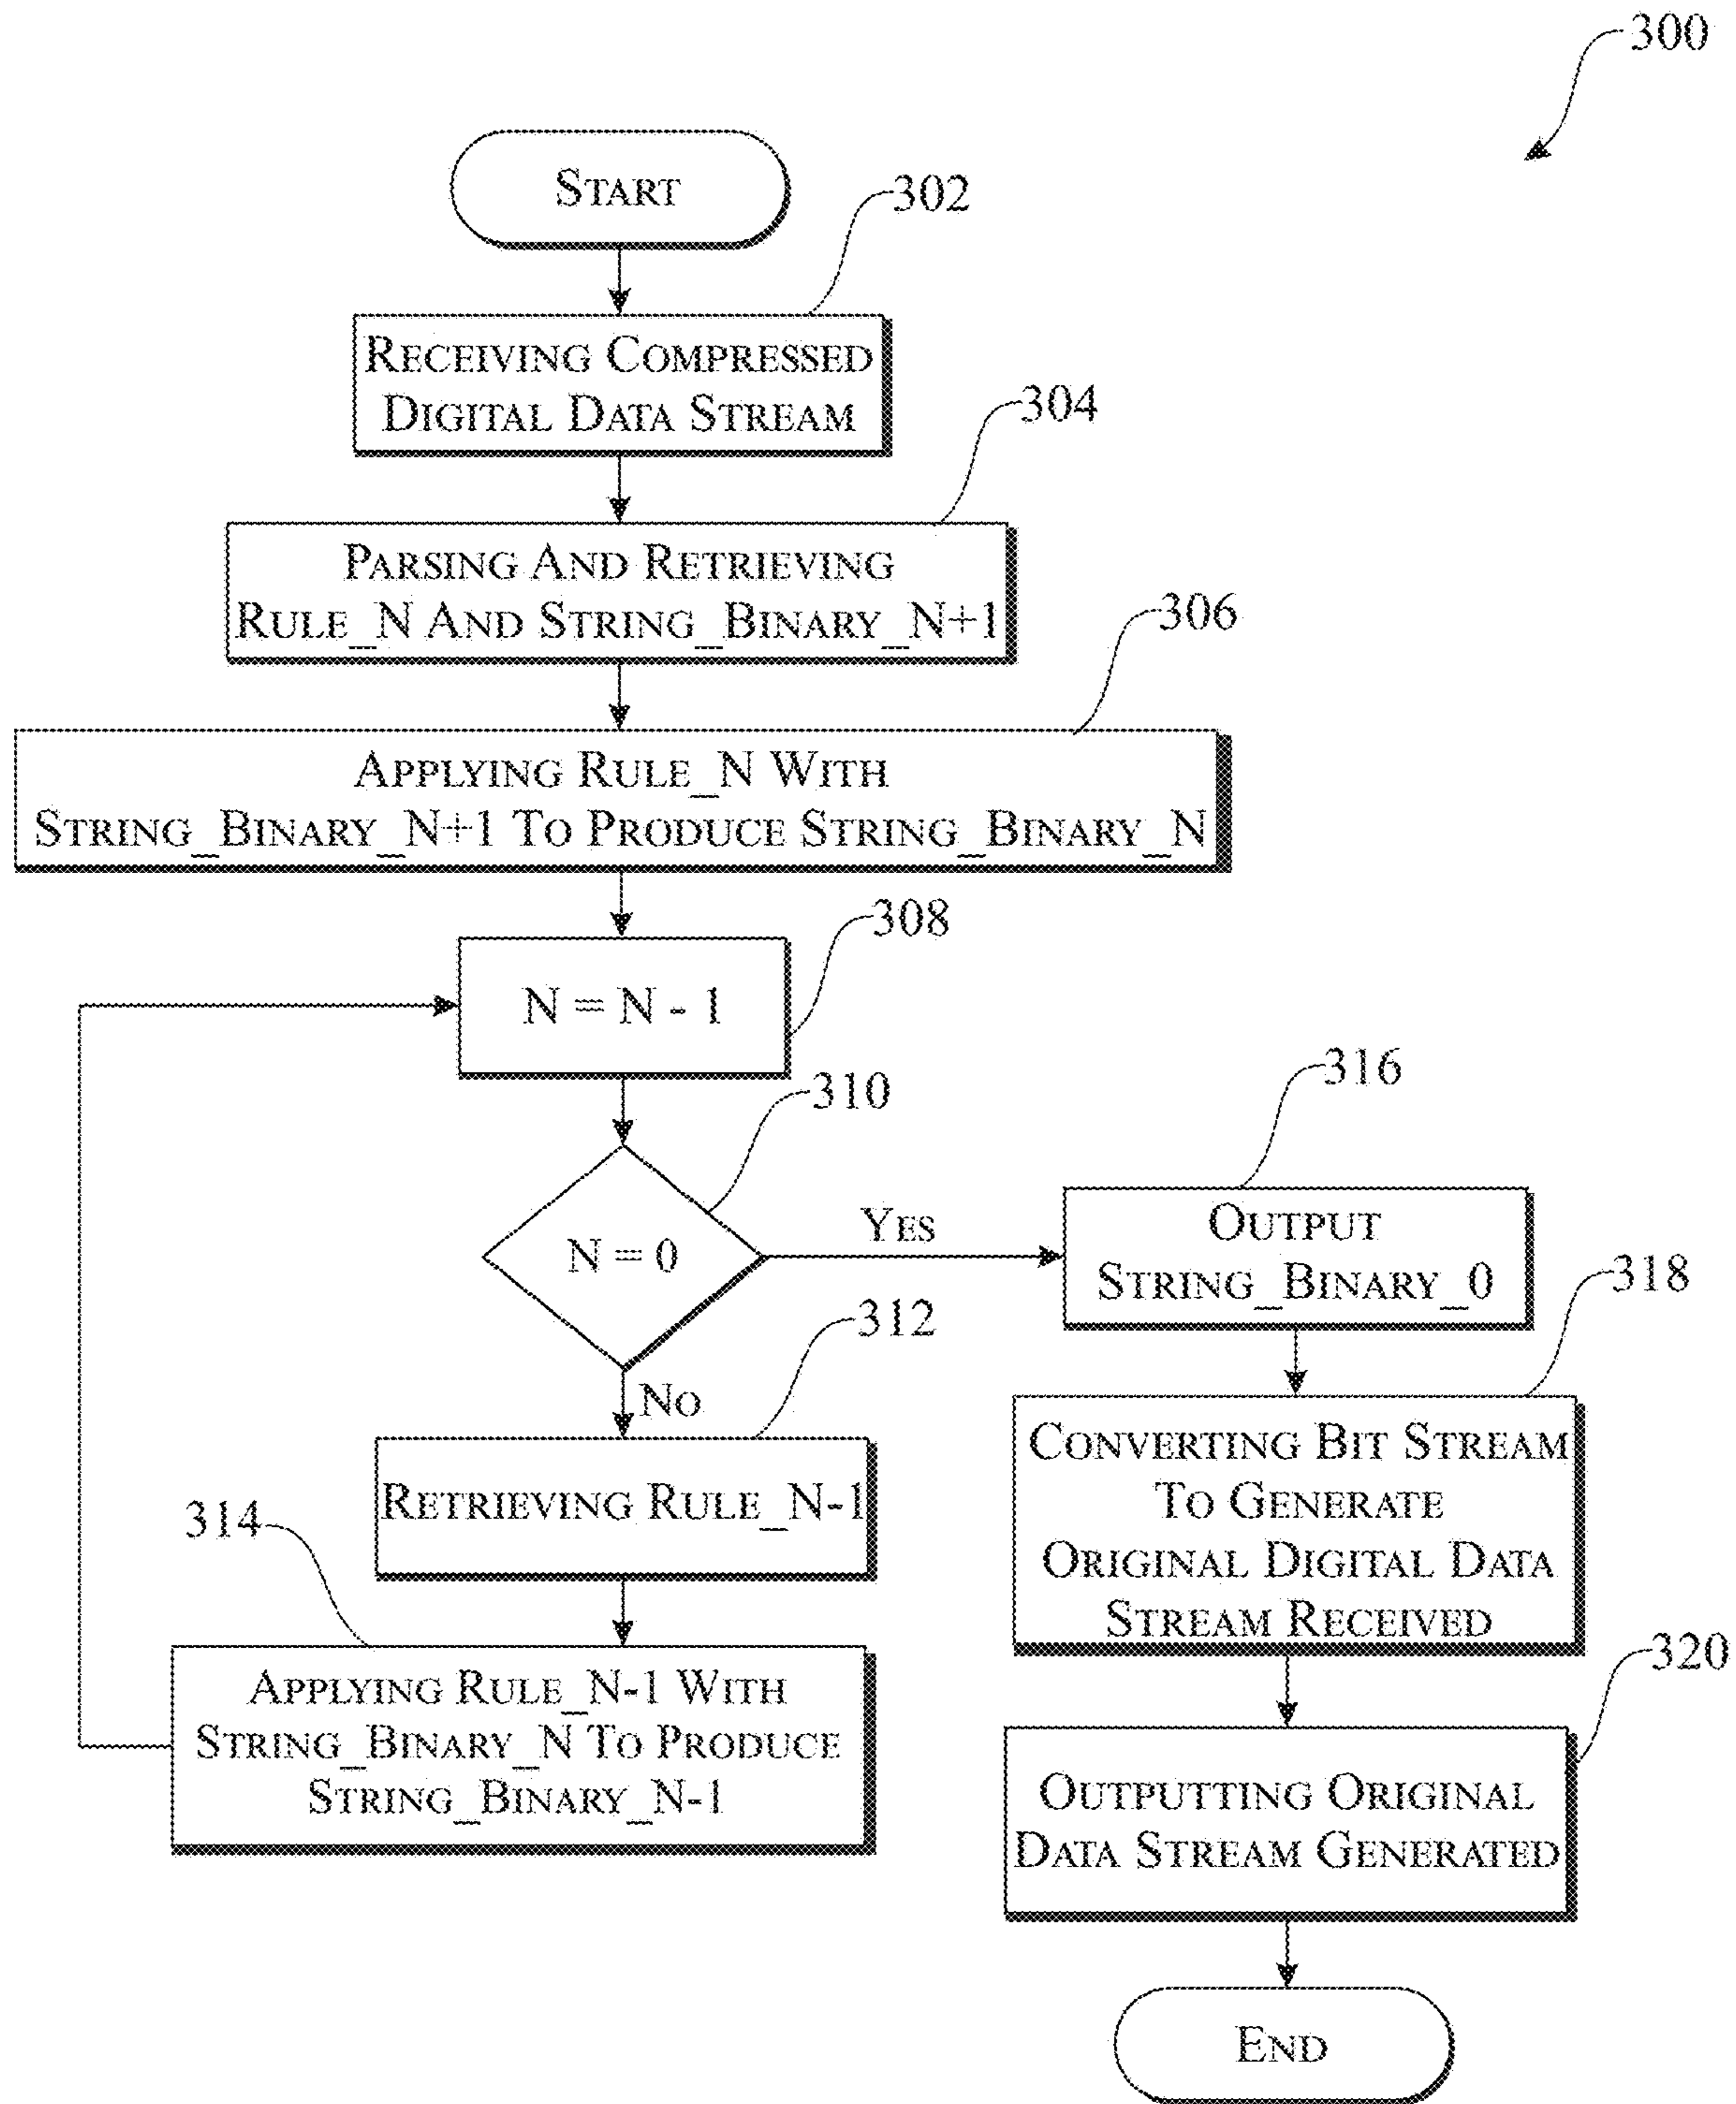 300
START
302
RECEIVING COMPRESSED
DIGITAL DATA STREAM
304
PARSING AND RETRIEVING
RULE_N AND STRING_BINARY_N+1
306
APPLYING RULE_N WITH
STRING_BINARY_N+1 TO PRODUCE STRING_BINARY_N
308
N = N - 1
310
N = 0
YES
NO
316
OUTPUT
STRING_BINARY_0
312
RETRIEVING RULE_N-1
318
CONVERTING BIT STREAM
TO GENERATE
ORIGINAL DIGITAL DATA
STREAM RECEIVED
314
APPLYING RULE_N-1 WITH
STRING_BINARY_N TO PRODUCE
STRING_BINARY_N-1
320
OUTPUTTING ORIGINAL
DATA STREAM GENERATED
END